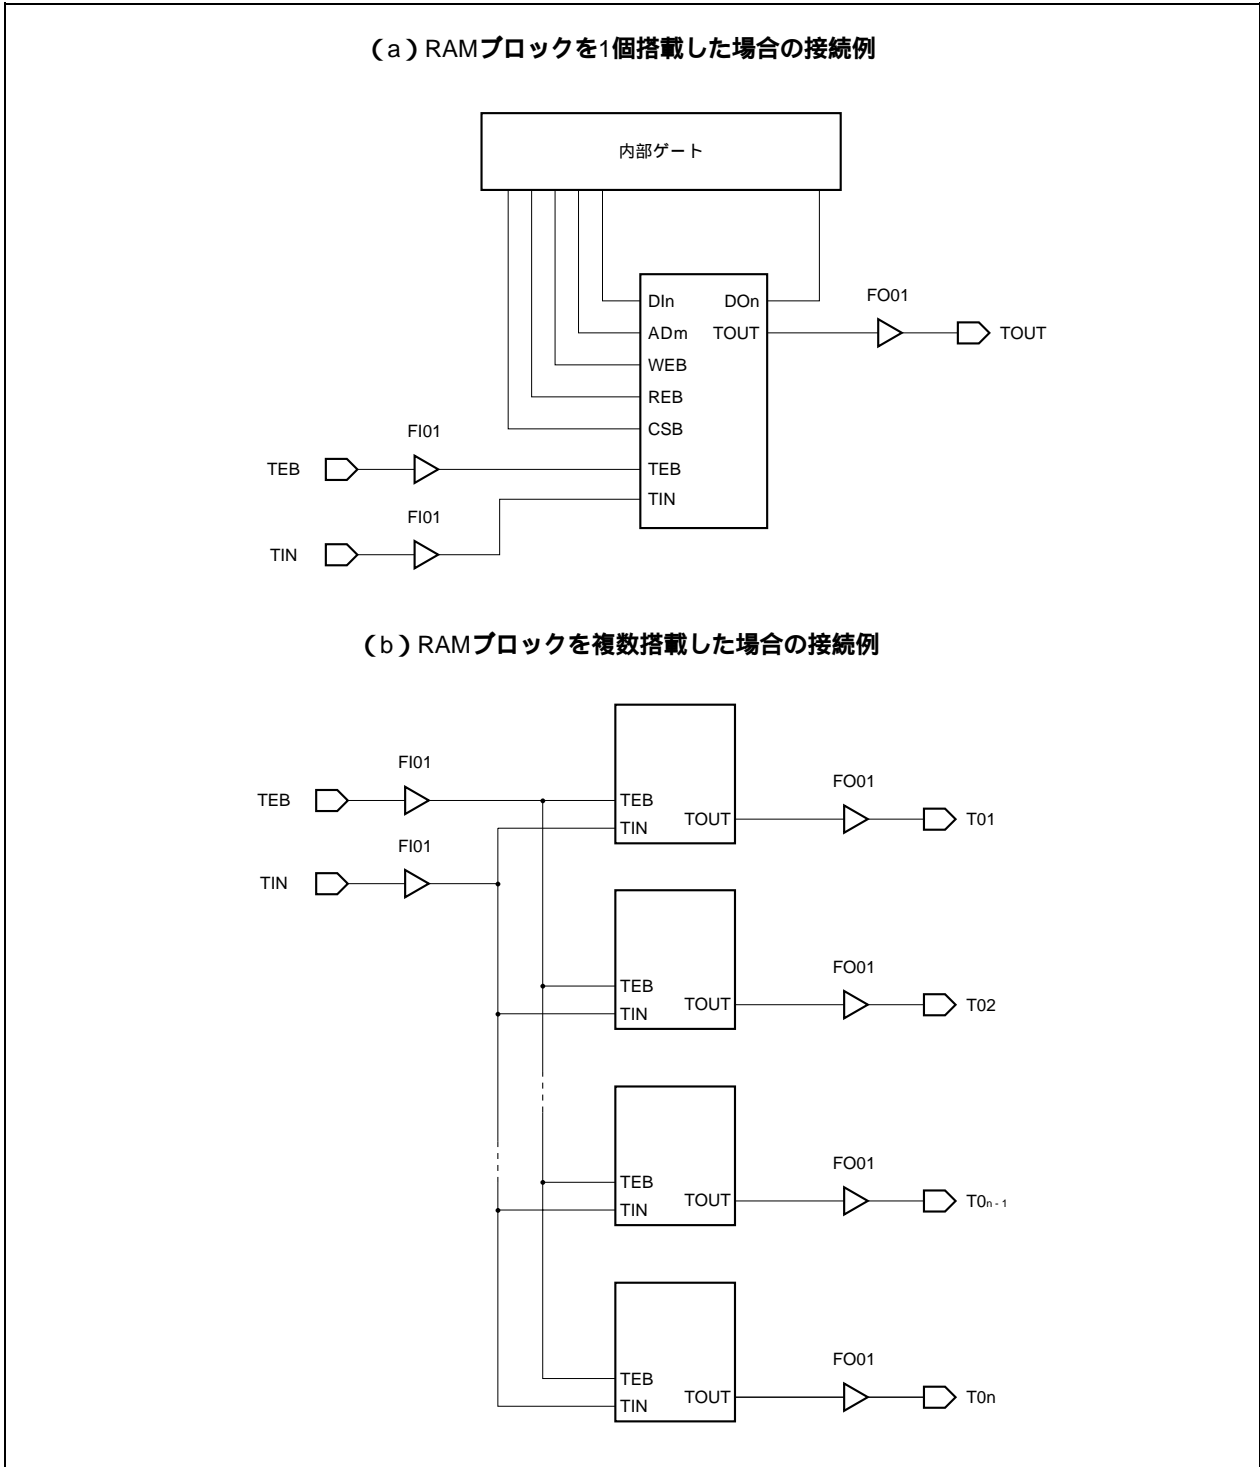 （a）RAMブロックを1個搭載した場合の接続例
内部ゲート
DIn DOn FO01
ADm TOUT TOUT
WEB
REB
CSB
FI01
TEB TEB
TIN
FI01
TIN
（b）RAMブロックを複数搭載した場合の接続例
FI01
FO01
TEB TEB
TOUT T01
TIN
FI01
TIN
FO01
TEB
TOUT T02
TIN
FO01
TEB
TOUT T0n-1
TIN
FO01
TEB
TOUT T0n
TIN